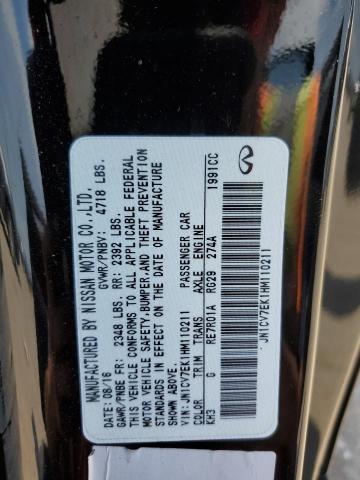 MANUFACTURED BY NISSAN MOTOR CO.,LTD.
DATE: 08/16 GVWR/PNBV: 4718 LBS.
GAWR/PNBE FR: 2348 LBS. RR: 2392 LBS.
THIS VEHICLE CONFORMS TO ALL APPLICABLE FEDERAL
MOTOR VEHICLE SAFETY,BUMPER,AND THEFT PREVENTION
STANDARDS IN EFFECT ON THE DATE OF MANUFACTURE
SHOWN ABOVE.
VIN: JN1CV7EK1HM110211 PASSENGER CAR
COLOR TRIM TRANS AXLE ENGINE
KH3 G RE7R01A RG29 274A 1991CC
JN1CV7EK1HM110211